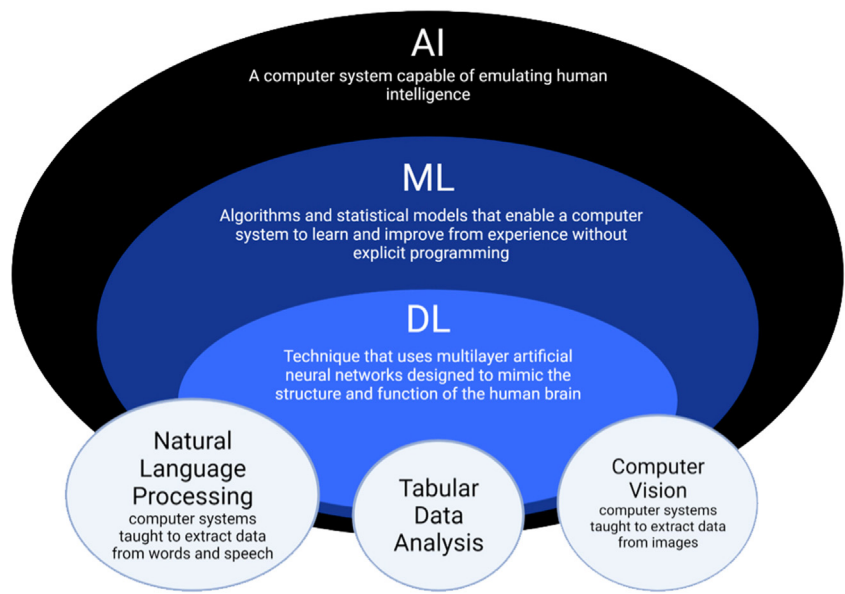 AI
A computer system capable of emulating human
intelligence
ML
Algorithms and statistical models that enable a computer
system to learn and improve from experience without
explicit programming
DL
Technique that uses multilayer artificial
neural networks designed to mimic the
structure and function of the human brain
Natural
Language
Processing
computer systems
taught to extract data
from words and speech
Tabular
Data
Analysis
Computer
Vision
computer systems
taught to extract data
from images